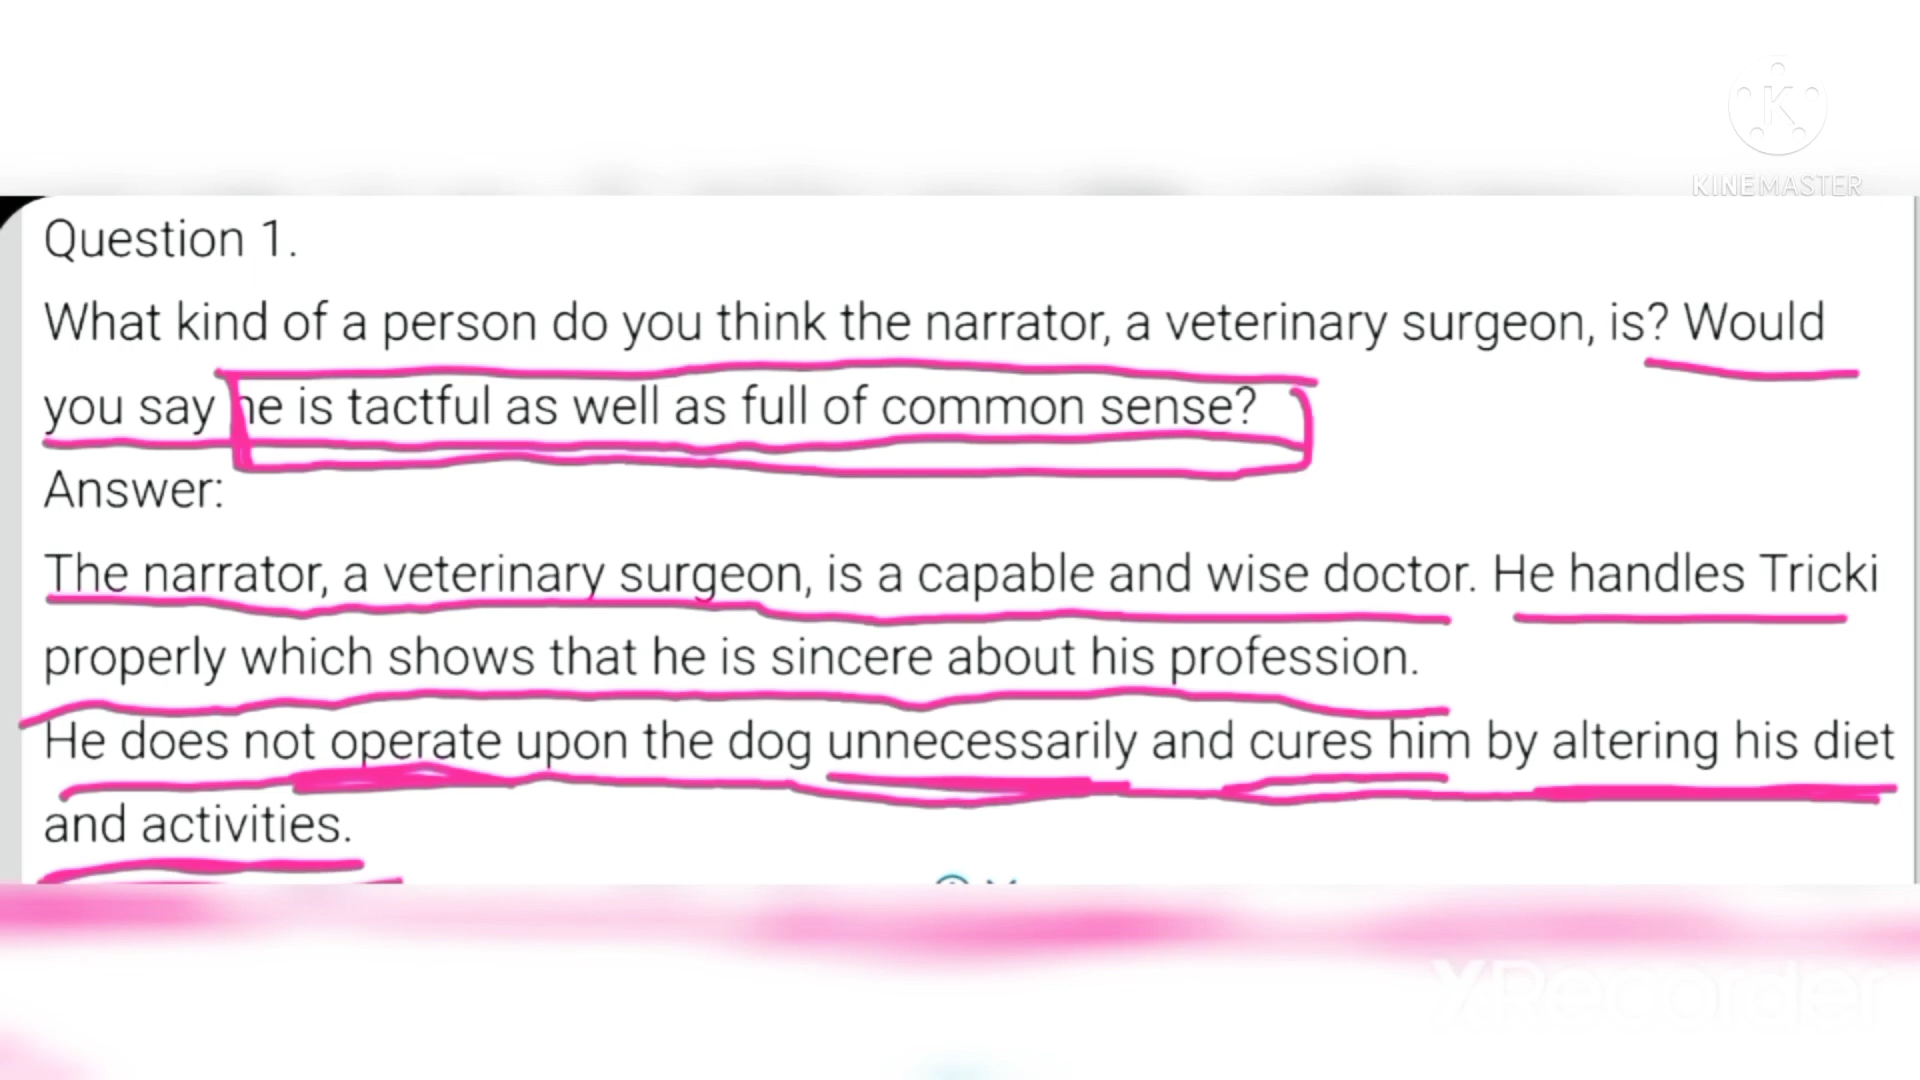 KINEMASTER
Question 1.
What kind of a person do you think the narrator, a veterinary surgeon, is? Would
you say he is tactful as well as full of common sense?
Answer:
The narrator, a veterinary surgeon, is a capable and wise doctor. He handles Tricki
properly which shows that he is sincere about his profession.
He does not operate upon the dog unnecessarily and cures him by altering his diet
and activities.
XRecorder